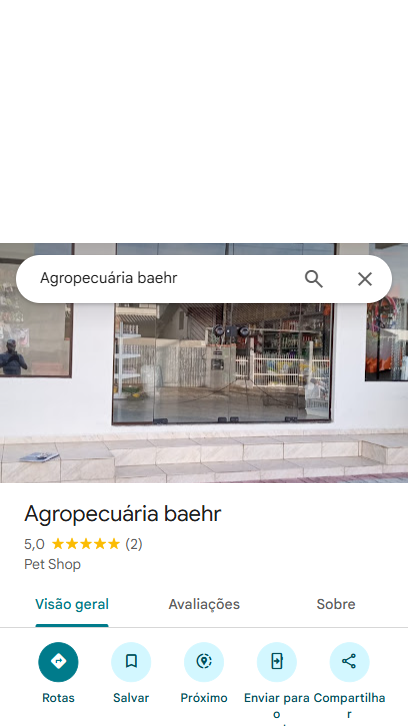 Agropecuária baehr
Agropecuária baehr
5,0 (2)
Pet Shop
Visão geral Avaliações Sobre
Rotas Salvar Próximo Enviar para o Compartilhar